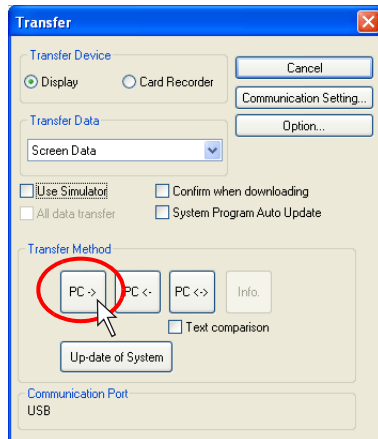 Transfer
Transfer Device
Display
Card Recorder
Cancel
Communication Setting...
Transfer Data
Option...
Screen Data
Use Simulator
Confirm when downloading
All data transfer
System Program Auto Update
Transfer Method
PC ->
PC <-
PC <->
Info.
Text comparison
Up-date of System
Communication Port
USB